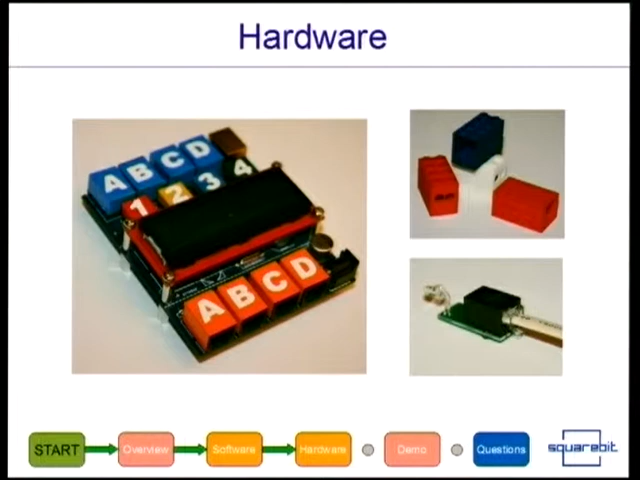 Hardware
A B C D
1 2 3 4
A B C D
START Overview Software Hardware Demo Questions squarebit